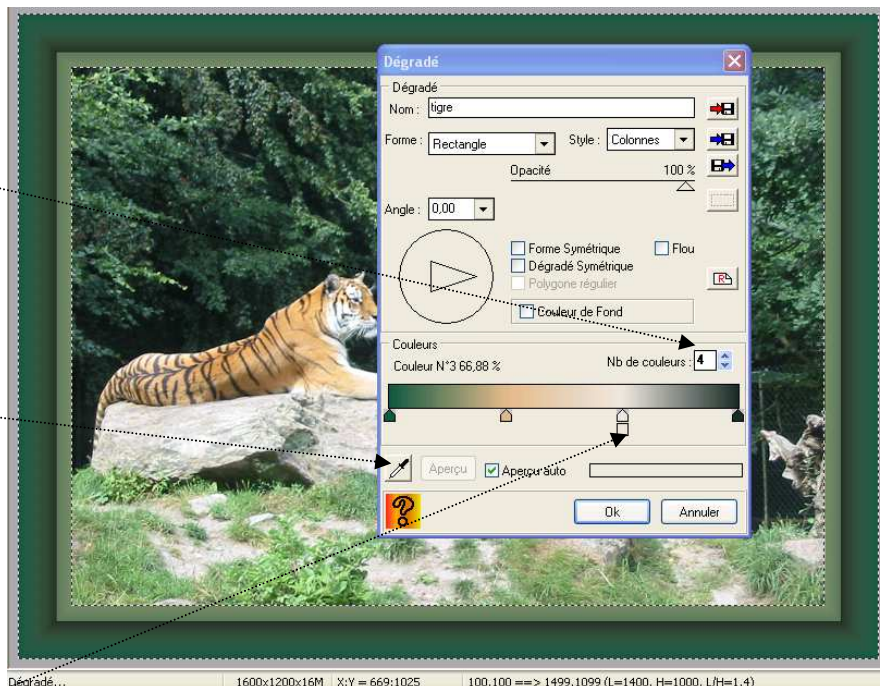 Dégradé
Dégradé
Nom : tigre
Forme : Rectangle Style : Colonnes
Opacité 100 %
Angle : 0,00
Forme Symétrique Flou
Dégradé Symétrique
Polygone régulier
R
Couleur de Fond
Couleurs
Couleur N°3 66,88 % Nb de couleurs : 4
Aperçu Aperçu auto
Ok Annuler
Dégradé... 1600x1200x16M X:Y = 669:1025 100,100 ==> 1499,1099 (L=1400, H=1000, L/H=1.4)